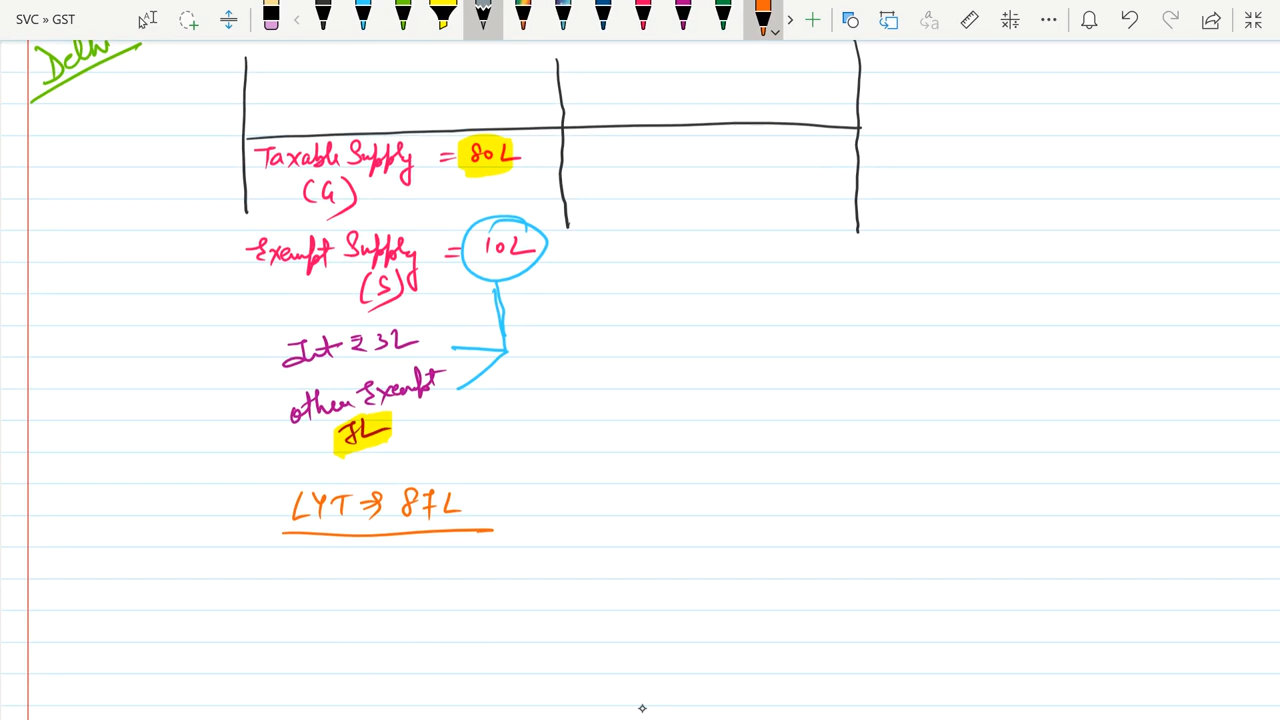 SVC » GST
Delhi
Taxable Supply = 80L
(G)
Exempt Supply = 10L
(S)
Int ₹ 3L
other Exempt
7L
LYT ⇒ 87L